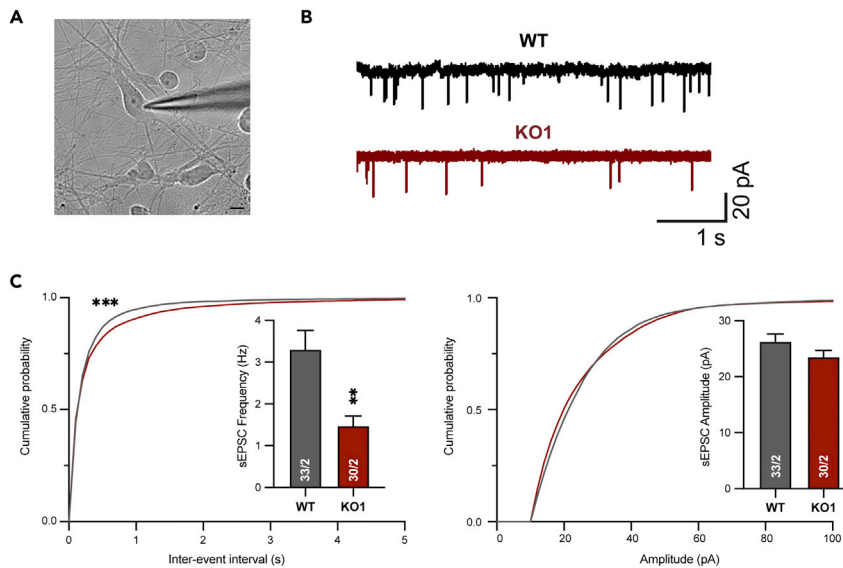 A
B
WT
KO1
20 pA
1 s
C
***
Cumulative probability
1.0
0.5
0.0
0
1
2
3
4
5
Inter-event interval (s)
sEPSC Frequency (Hz)
4
3
2
1
0
33/2
**
30/2
WT
KO1
Cumulative probability
1.0
0.5
0.0
0
20
40
60
80
100
Amplitude (pA)
sEPSC Amplitude (pA)
30
20
10
0
33/2
30/2
WT
KO1